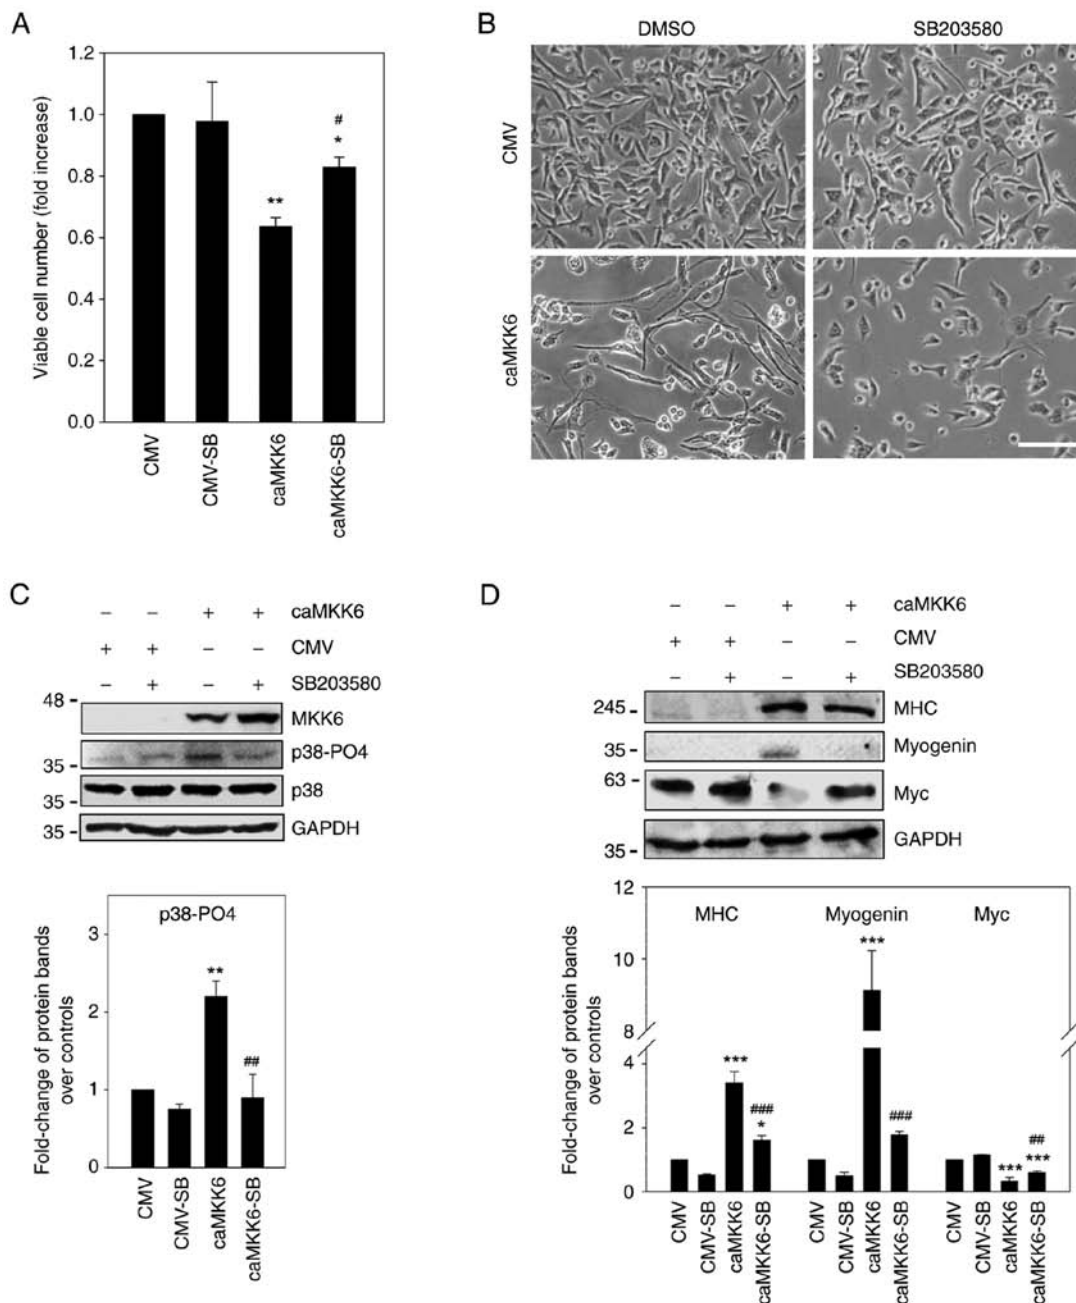 A
Viable cell number (fold increase)
1.2
1.0
0.8
0.6
0.4
0.2
0.0
**
#
*
CMV
CMV-SB
caMKK6
caMKK6-SB
B
DMSO
SB203580
CMV
caMKK6
C
– – + + caMKK6
+ + – – CMV
– + – + SB203580
48
MKK6
35
p38-PO4
35
p38
35
GAPDH
p38-PO4
Fold-change of protein bands
over controls
3
2
1
0
**
##
CMV
CMV-SB
caMKK6
caMKK6-SB
D
– – + + caMKK6
+ + – – CMV
– + – + SB203580
245
MHC
35
Myogenin
63
Myc
35
GAPDH
Fold-change of protein bands
over controls
12
10
8
4
2
0
MHC
Myogenin
Myc
***
###
*
***
###
***
##
***
CMV
CMV-SB
caMKK6
caMKK6-SB
CMV
CMV-SB
caMKK6
caMKK6-SB
CMV
CMV-SB
caMKK6
caMKK6-SB